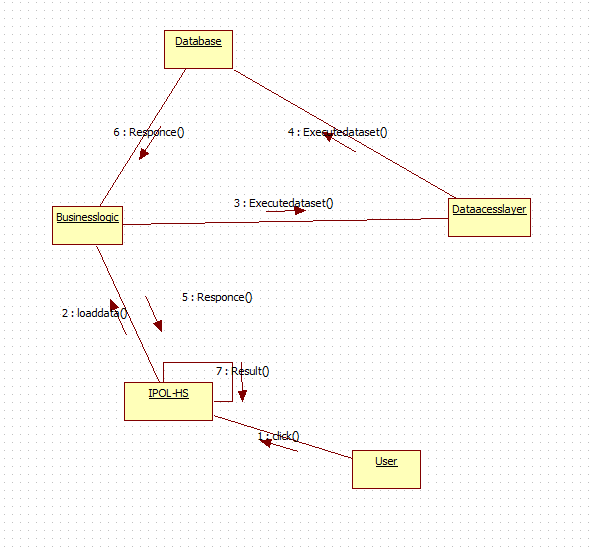 Database
6 : Responce()
4 : Executedataset()
3 : Executedataset()
Businesslogic
Dataacesslayer
5 : Responce()
2 : loaddata()
7 : Result()
IPOL-HS
1 : click()
User